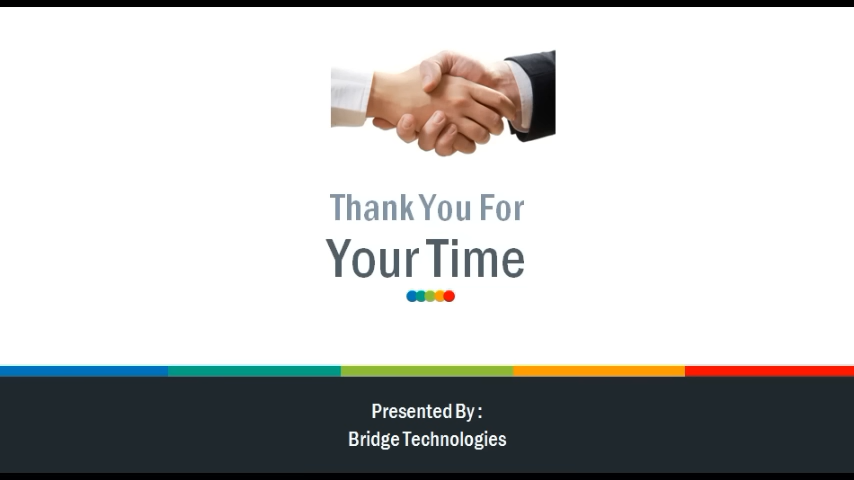 Thank You For
Your Time
Presented By :
Bridge Technologies